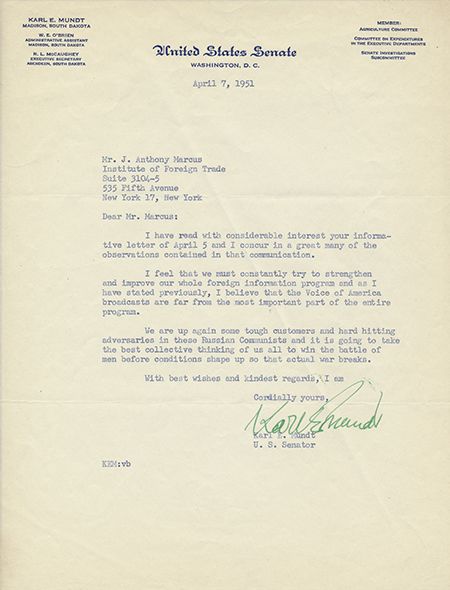 KARL E. MUNDT
MADISON, SOUTH DAKOTA
W. E. O'BRIEN
ADMINISTRATIVE ASSISTANT
MADISON, SOUTH DAKOTA
R. L. McCAUGHEY
EXECUTIVE SECRETARY
ABERDEEN, SOUTH DAKOTA
MEMBER:
AGRICULTURE COMMITTEE
COMMITTEE ON EXPENDITURES
IN THE EXECUTIVE DEPARTMENTS
SENATE INVESTIGATIONS
SUBCOMMITTEE
United States Senate
WASHINGTON, D. C.
April 7, 1951
Mr. J. Anthony Marcus
Institute of Foreign Trade
Suite 3104-5
535 Fifth Avenue
New York 17, New York
Dear Mr. Marcus:
I have read with considerable interest your informa-
tive letter of April 5 and I concur in a great many of the
observations contained in that communication.
I feel that we must constantly try to strengthen
and improve our whole foreign information program and as I
have stated previously, I believe that the Voice of America
broadcasts are far from the most important part of the entire
program.
We are up again some tough customers and hard hitting
adversaries in these Russian Communists and it is going to take
the best collective thinking of us all to win the battle of
men before conditions shape up so that actual war breaks.
With best wishes and kindest regards, I am
Cordially yours,
Karl E Mundt
Karl E. Mundt
U. S. Senator
KEM:vb